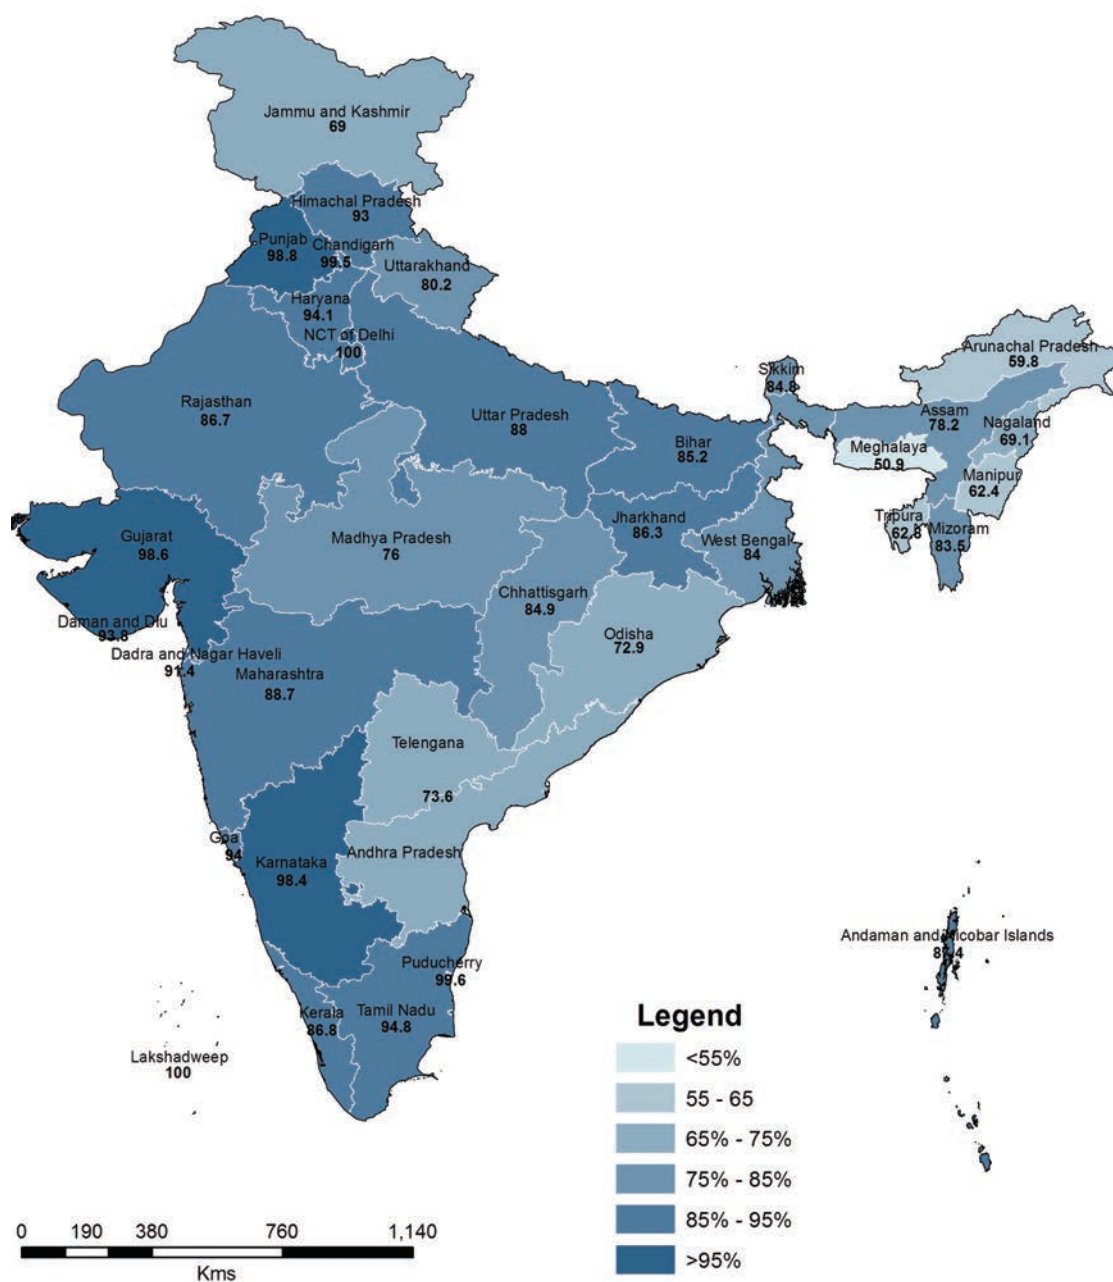 Jammu and Kashmir
69
Himachal Pradesh
93
Punjab
98.8
Chandigarh
99.5
Uttarakhand
80.2
Haryana
94.1
NCT of Delhi
100
Arunachal Pradesh
59.8
Sikkim
84.8
Rajasthan
86.7
Uttar Pradesh
88
Assam
78.2
Nagaland
69.1
Bihar
85.2
Meghalaya
50.9
Manipur
62.4
Jharkhand
86.3
Tripura
62.8
Mizoram
83.5
Gujarat
98.6
Madhya Pradesh
76
West Bengal
84
Chhattisgarh
84.9
Daman and Diu
93.8
Odisha
72.9
Dadra and Nagar Haveli
91.4
Maharashtra
88.7
Telengana
73.6
Goa
94
Karnataka
98.4
Andhra Pradesh
Andaman and Nicobar Islands
87.4
Puducherry
99.6
Kerala
86.8
Tamil Nadu
94.8
Lakshadweep
100
Legend
<55%
55 - 65
65% - 75%
75% - 85%
85% - 95%
>95%
0 190 380 760 1,140
Kms